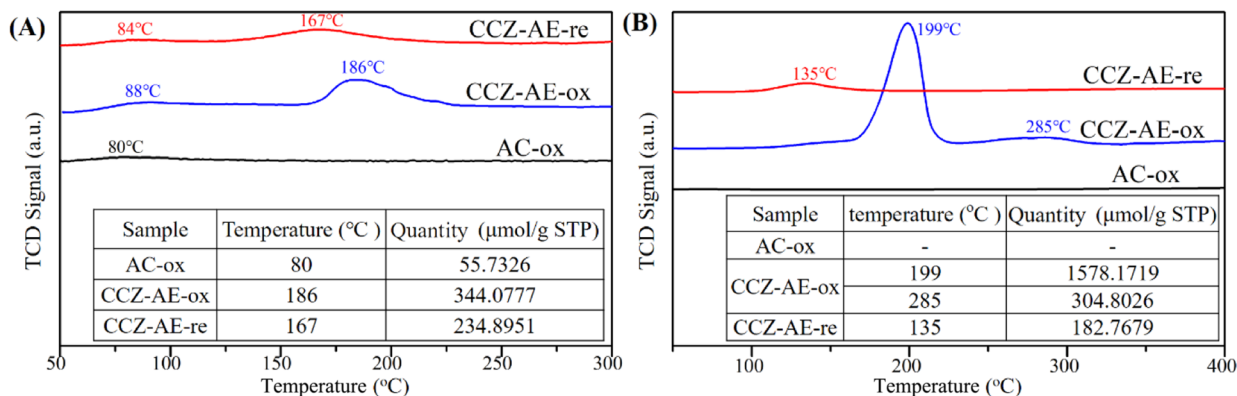 (A)
84℃
167℃
CCZ-AE-re
88℃
186℃
CCZ-AE-ox
80℃
AC-ox
TCD Signal (a.u.)
Sample Temperature (℃ ) Quantity (μmol/g STP)
AC-ox 80 55.7326
CCZ-AE-ox 186 344.0777
CCZ-AE-re 167 234.8951
50 100 150 200 250 300
Temperature (°C)
(B)
199℃
135℃
CCZ-AE-re
285℃
CCZ-AE-ox
AC-ox
TCD Signal (a.u.)
Sample temperature (°C ) Quantity (μmol/g STP)
AC-ox - -
CCZ-AE-ox 199 1578.1719
285 304.8026
CCZ-AE-re 135 182.7679
100 200 300 400
Temperature (°C)